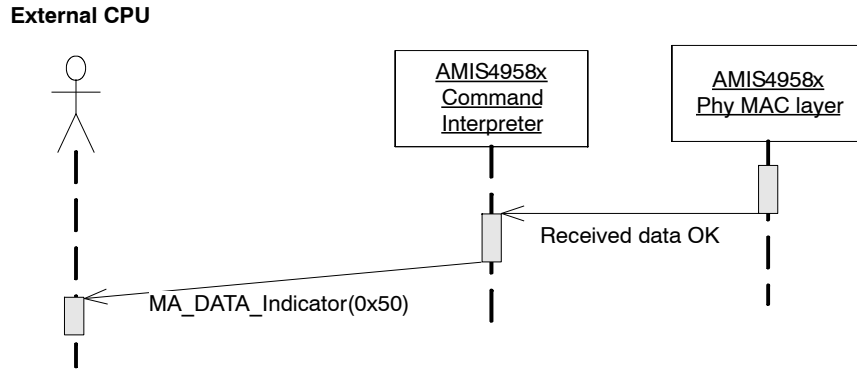 External CPU
AMIS4958x
Command
Interpreter
AMIS4958x
Phy MAC layer
Received data OK
MA_DATA_Indicator(0x50)